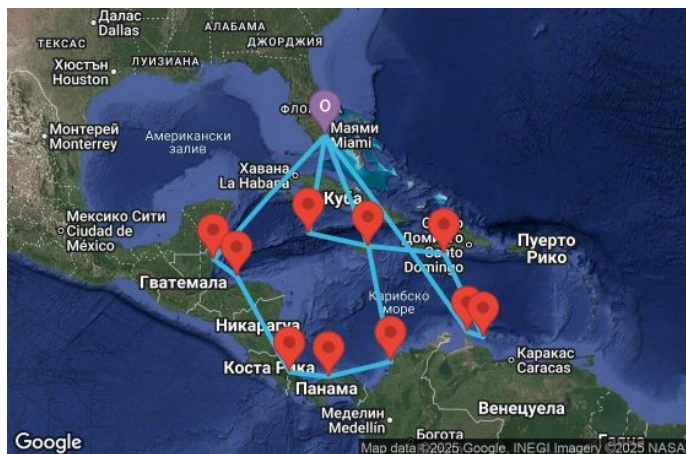 Далас
Dallas
АЛАБАМА
ТЕКСАС
ДЖОРДЖИЯ
ЛУИЗИАНА
Хюстън
Houston
O
Маями
Miami
Монтерей
Monterrey
Американски
залив
Хавана
La Habana
Куба
Мексико Сити
Ciudad de
México
Santo
Domingo
Пуерто
Рико
Гватемала
Карибско
море
Никарагуа
Коста Рика
Каракас
Caracas
Панама
Меделин
Medellín
Венецуела
Богота
Google
Map data ©2025 Google, INEGI Imagery ©2025 NASA